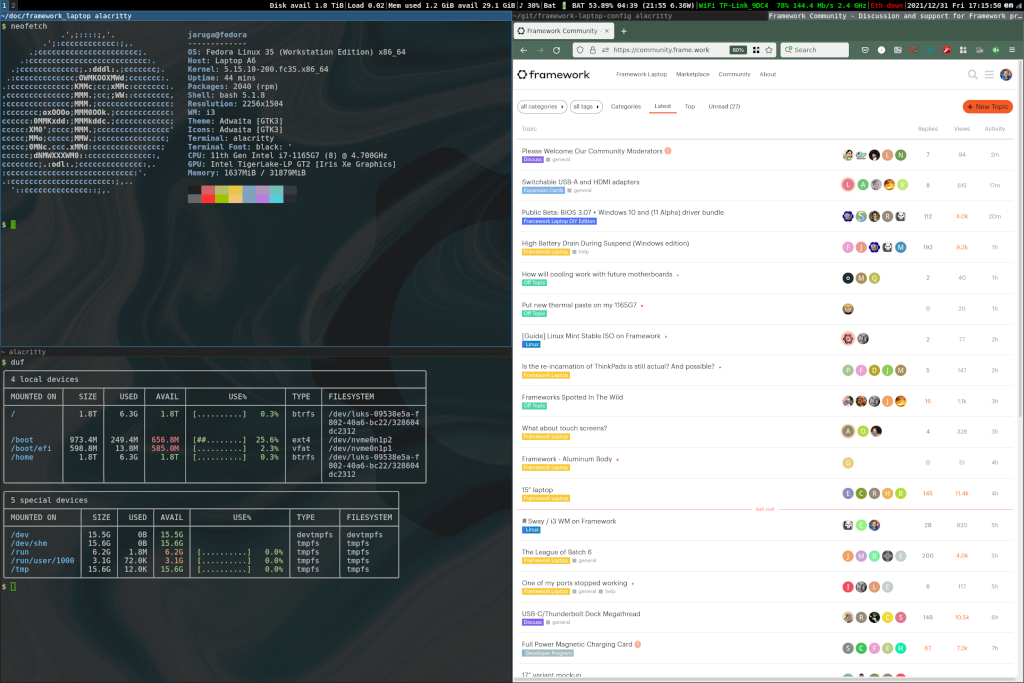 1 2 Disk avail 1.8 TiB|Load 0.02|Mem used 1.2 GiB avail 29.1 GiB|♪ 30%|Bat 🔋|BAT 53.89% 04:39 (21:55 6.36W)|WiFi TP-Link_9DC4 78% 144.4 Mb/s 2.4 GHz|Eth down|2021/12/31 Fri 17:15:50
~/doc/framework_laptop alacritty
$ neofetch
jaruga@fedora
-------------
OS: Fedora Linux 35 (Workstation Edition) x86_64
Host: Laptop A6
Kernel: 5.15.10-200.fc35.x86_64
Uptime: 44 mins
Packages: 2040 (rpm)
Shell: bash 5.1.8
Resolution: 2256x1504
WM: i3
Theme: Adwaita [GTK3]
Icons: Adwaita [GTK3]
Terminal: alacritty
Terminal Font: black: '
CPU: 11th Gen Intel i7-1165G7 (8) @ 4.700GHz
GPU: Intel TigerLake-LP GT2 [Iris Xe Graphics]
Memory: 1637MiB / 31879MiB
$
~ alacritty
$ duf
4 local devices
MOUNTED ON SIZE USED AVAIL USE% TYPE FILESYSTEM
/ 1.8T 6.3G 1.8T [..........] 0.3% btrfs /dev/luks-09538e5a-f
802-40a6-bc22/328604
dc2312
/boot 973.4M 249.4M 656.8M [##........] 25.6% ext4 /dev/nvme0n1p2
/boot/efi 598.8M 13.8M 585.0M [..........] 2.3% vfat /dev/nvme0n1p1
/home 1.8T 6.3G 1.8T [..........] 0.3% btrfs /dev/luks-09538e5a-f
802-40a6-bc22/328604
dc2312
5 special devices
MOUNTED ON SIZE USED AVAIL USE% TYPE FILESYSTEM
/dev 15.5G 0B 15.5G devtmpfs devtmpfs
/dev/shm 15.6G 0B 15.6G tmpfs tmpfs
/run 6.2G 1.8M 6.2G [..........] 0.0% tmpfs tmpfs
/run/user/1000 3.1G 72.0K 3.1G [..........] 0.0% tmpfs tmpfs
/tmp 15.6G 12.0K 15.6G [..........] 0.0% tmpfs tmpfs
$
~/git/framework-laptop-config alacritty
Framework Community - Discussion and support for Framework pr…
Framework Community - × +
https://community.frame.work 80% Search
framework Framework Laptop Marketplace Community About
all categories all tags Categories Latest Top Unread (27) + New Topic
Topic Replies Views Activity
Please Welcome Our Community Moderators 7 94 2m
Discuss general
Switchable USB-A and HDMI adapters 8 615 17m
Expansion Cards general
Public Beta: BIOS 3.07 + Windows 10 and (11 Alpha) driver bundle 112 4.0k 20m
Framework Laptop DIY Edition
High Battery Drain During Suspend (Windows edition) 192 9.2k 1h
Framework Laptop help
How will cooling work with future motherboards 2 40 1h
Off Topic
Put new thermal paste on my 1165G7 0 20 1h
Off Topic
[Guide] Linux Mint Stable ISO on Framework 2 77 2h
Linux
Is the re-incarnation of ThinkPads is still actual? And possible? 5 147 2h
Framework Laptop
Frameworks Spotted In The Wild 16 1.1k 3h
Off Topic
What about touch screens? 4 328 3h
Framework Laptop
Framework - Aluminum Body 0 51 4h
Framework Laptop
15" laptop 145 11.4k 4h
Framework Laptop
last visit
Sway / i3 WM on Framework 28 820 5h
Linux
The League of Batch 6 200 4.0k 5h
Framework Laptop general
One of my ports stopped working 6 117 5h
Framework Laptop general help
USB-C/Thunderbolt Dock Megathread 149 10.5k 6h
Discuss general
Full Power Magnetic Charging Card 67 7.2k 7h
Developer Program
17" variant mockup